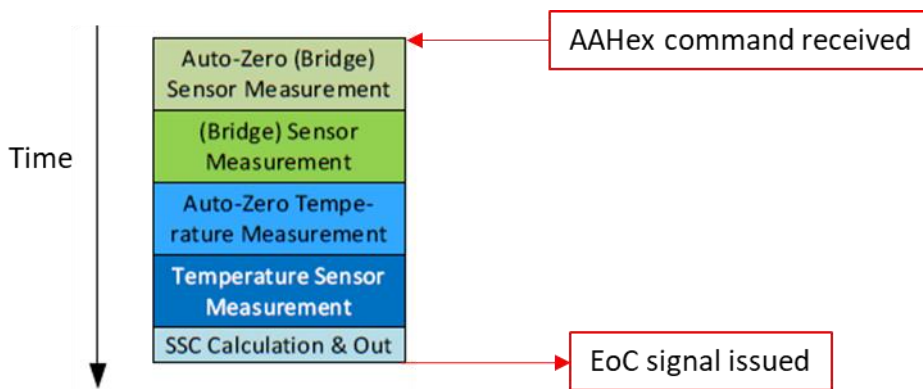 AAHex command received
Auto-Zero (Bridge)
Sensor Measurement
(Bridge) Sensor
Measurement
Time
Auto-Zero Tempe-
rature Measurement
Temperature Sensor
Measurement
SSC Calculation & Out
EoC signal issued